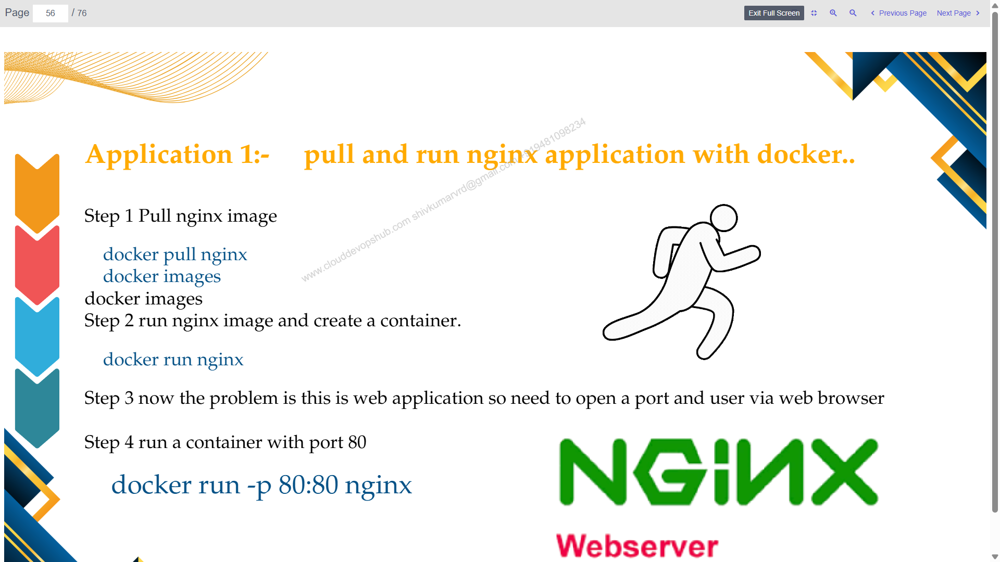 Page 56 / 76
Exit Full Screen
Previous Page
Next Page
Application 1:- pull and run nginx application with docker..
www.clouddevopshub.com shivkumarvrd@gmail.com +919481098234
Step 1 Pull nginx image
docker pull nginx
docker images
docker images
Step 2 run nginx image and create a container.
docker run nginx
Step 3 now the problem is this is web application so need to open a port and user via web browser
Step 4 run a container with port 80
docker run -p 80:80 nginx
NGiNX
Webserver